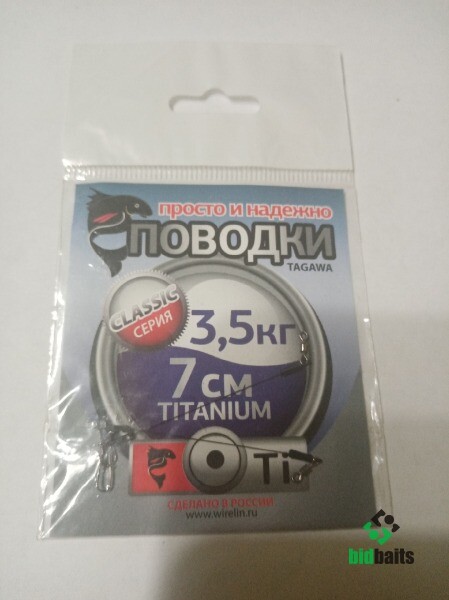 просто и надежно
ПОВОДКИ
TAGAWA
CLASSIC
СЕРИЯ
3,5кг
7 см
TITANIUM
Ti
СДЕЛАНО В РОССИИ
www.wirelin.ru
bidbaits